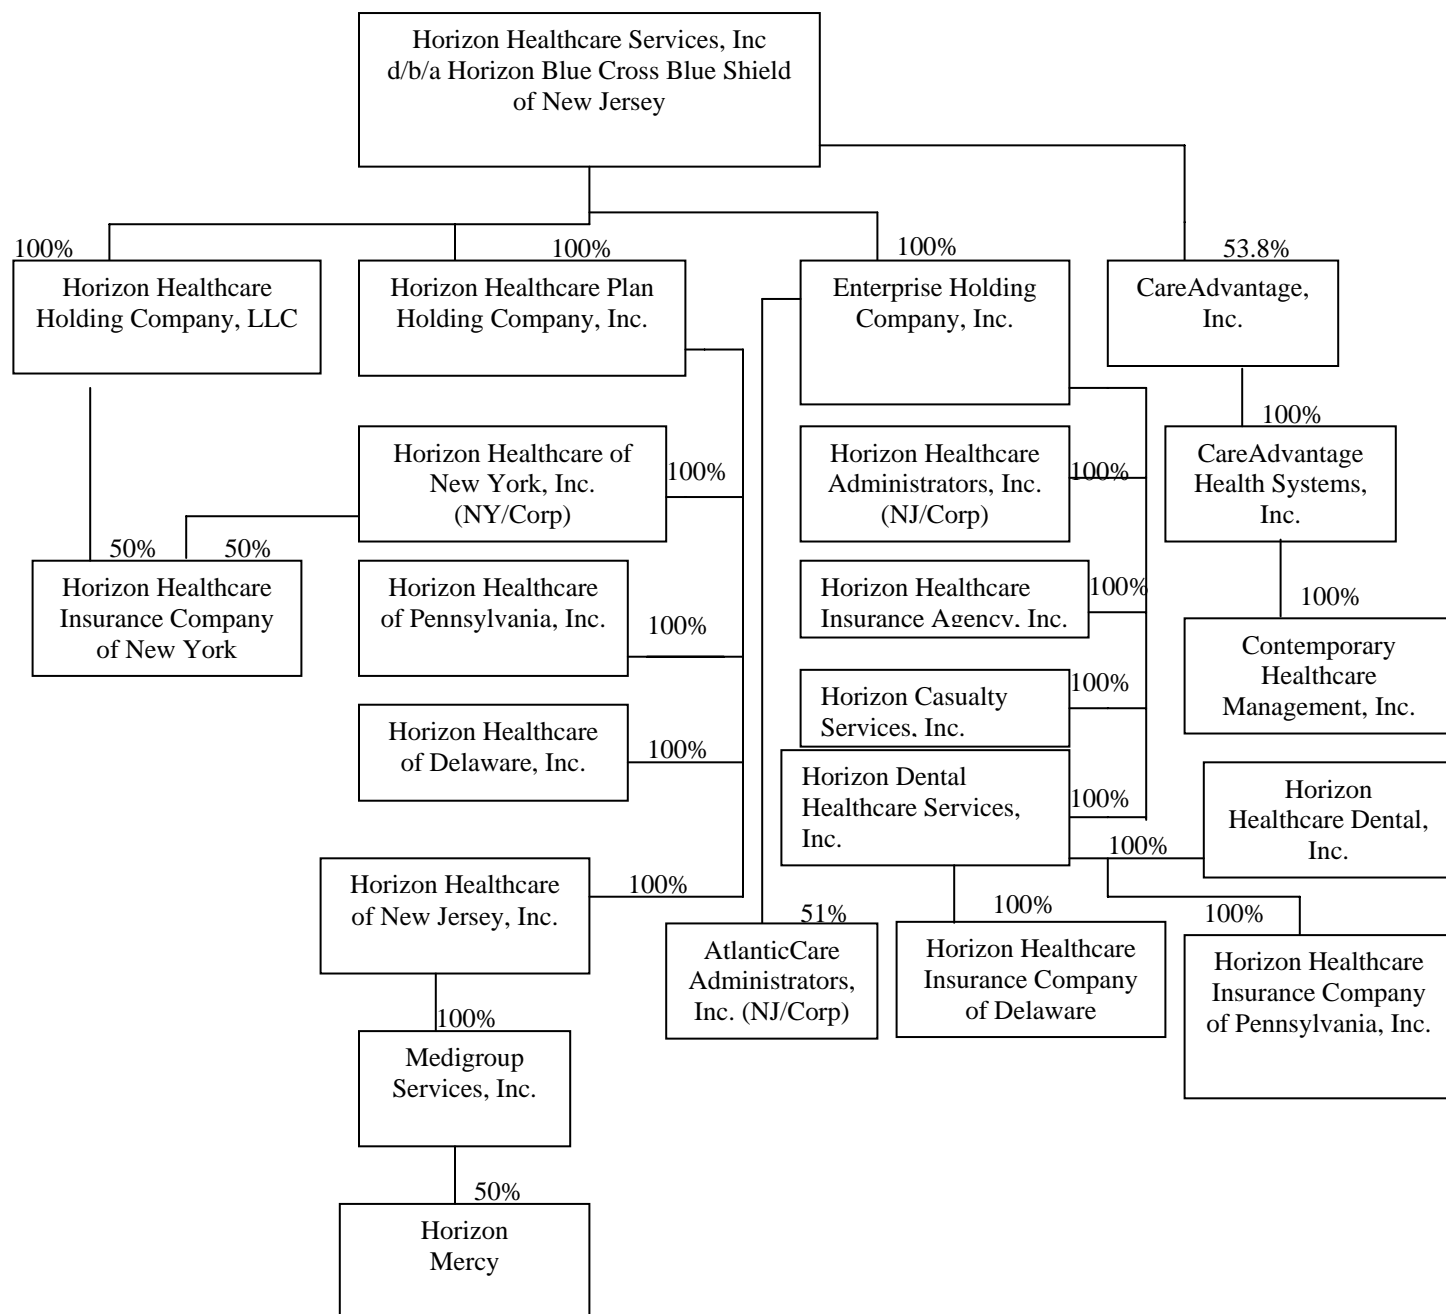 Horizon Healthcare Services, Inc
d/b/a Horizon Blue Cross Blue Shield
of New Jersey
100%
100%
100%
53.8%
Horizon Healthcare
Holding Company, LLC
Horizon Healthcare Plan
Holding Company, Inc.
Enterprise Holding
Company, Inc.
CareAdvantage,
Inc.
100%
Horizon Healthcare of
New York, Inc.
(NY/Corp)
100%
Horizon Healthcare
Administrators, Inc.
(NJ/Corp)
100%
CareAdvantage
Health Systems,
Inc.
50%
50%
Horizon Healthcare
Insurance Company
of New York
Horizon Healthcare
of Pennsylvania, Inc.
100%
Horizon Healthcare
Insurance Agency, Inc.
100%
100%
Contemporary
Healthcare
Management, Inc.
Horizon Casualty
Services, Inc.
100%
Horizon Healthcare
of Delaware, Inc.
100%
Horizon Dental
Healthcare Services,
Inc.
100%
Horizon
Healthcare Dental,
Inc.
100%
Horizon Healthcare
of New Jersey, Inc.
100%
51%
100%
100%
AtlanticCare
Administrators,
Inc. (NJ/Corp)
Horizon Healthcare
Insurance Company
of Delaware
Horizon Healthcare
Insurance Company
of Pennsylvania, Inc.
100%
Medigroup
Services, Inc.
50%
Horizon
Mercy